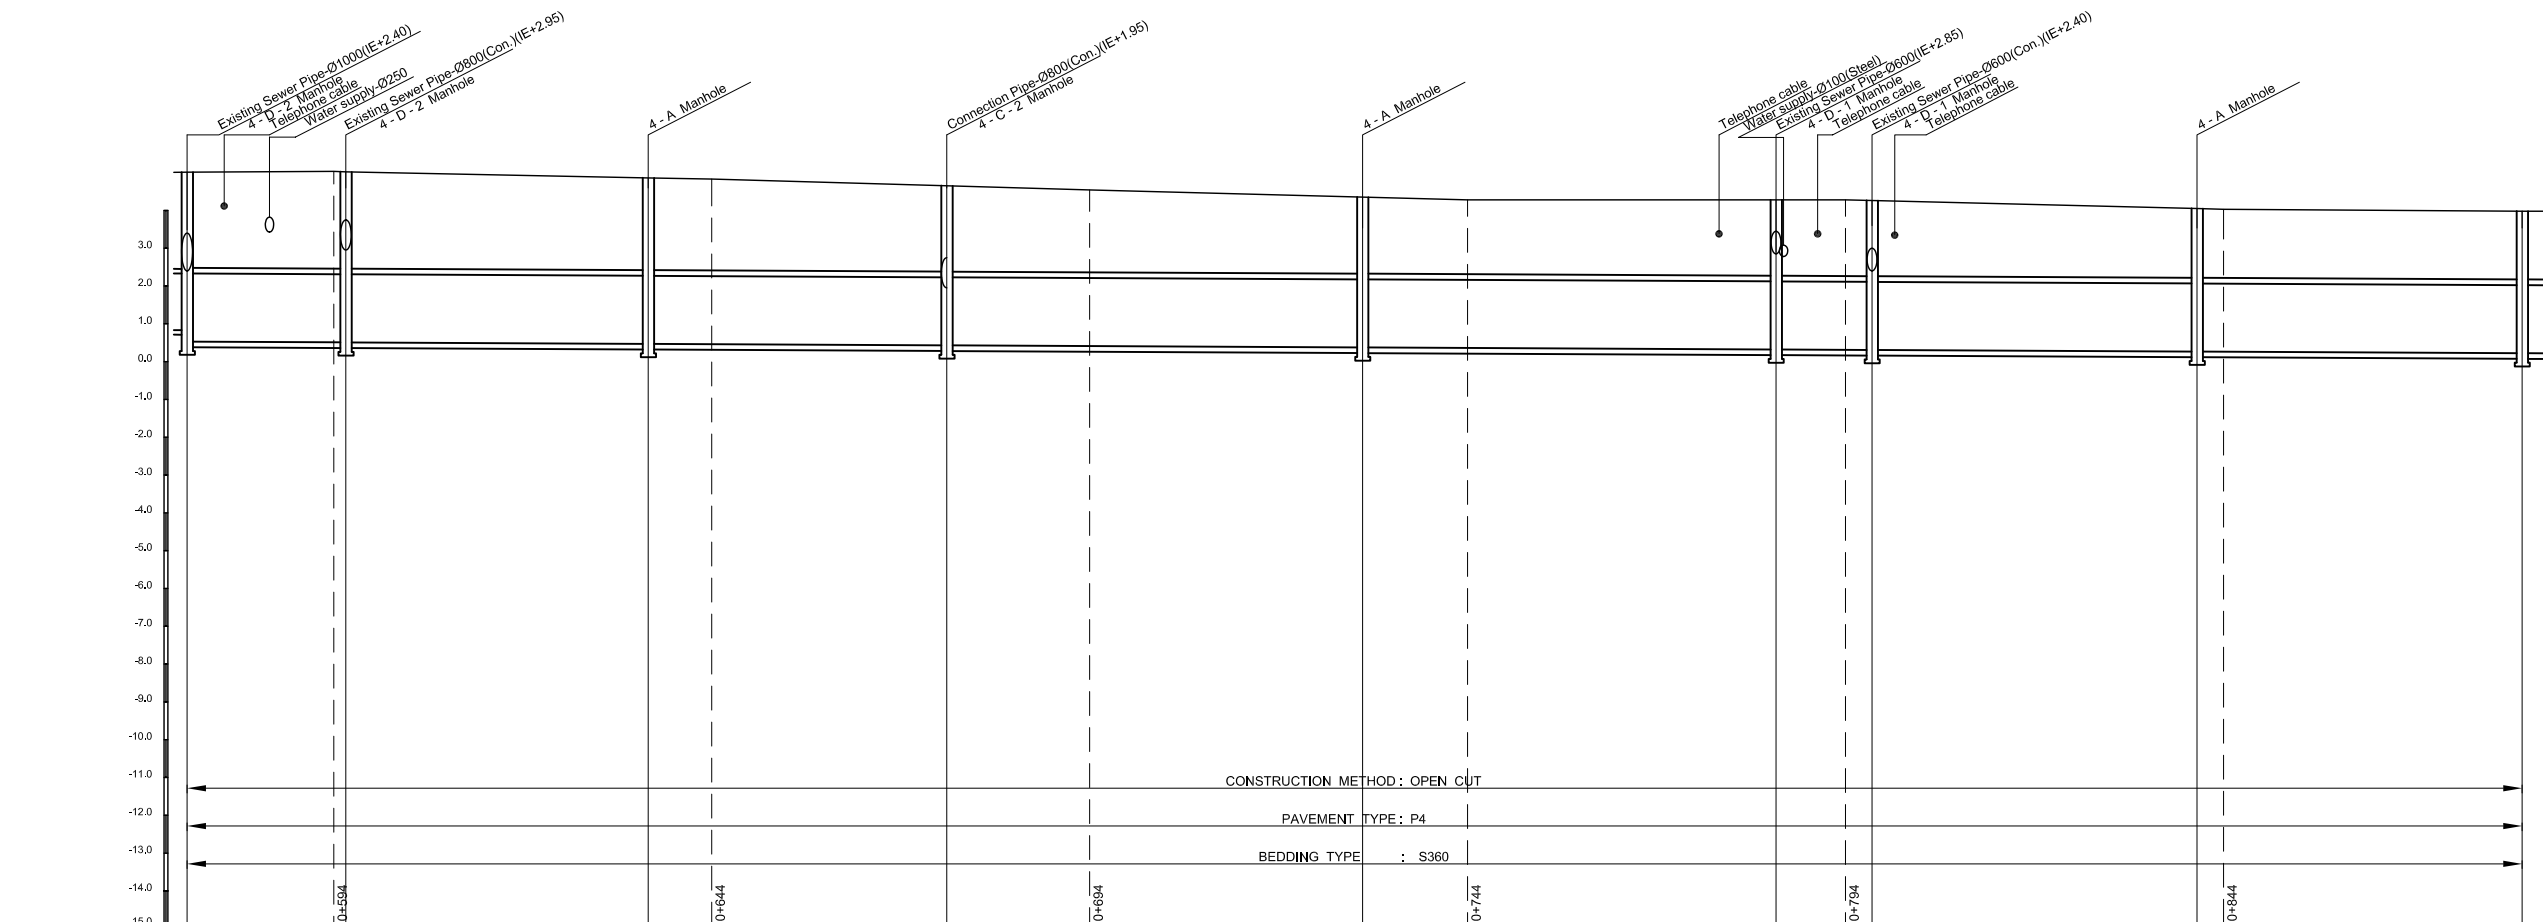 Existing Sewer Pipe-Ø1000(IE+2.40)
4 - D - 2 Manhole
Telephone cable
Water supply-Ø250
Existing Sewer Pipe-Ø800(Con.)(IE+2.95)
4 - D - 2 Manhole
4 - A Manhole
Connection Pipe-Ø800(Con.)(IE+1.95)
4 - C - 2 Manhole
4 - A Manhole
Telephone cable
Water supply-Ø100(Steel)
Existing Sewer Pipe-Ø600(IE+2.85)
4 - D - 1 Manhole
Telephone cable
Existing Sewer Pipe-Ø600(Con.)(IE+2.40)
4 - D - 1 Manhole
Telephone cable
4 - A Manhole
3.0
2.0
1.0
0.0
-1.0
-2.0
-3.0
-4.0
-5.0
-6.0
-7.0
-8.0
-9.0
-10.0
-11.0
CONSTRUCTION METHOD : OPEN CUT
-12.0
PAVEMENT TYPE : P4
-13.0
BEDDING TYPE : S360
-14.0
0+594
0+644
0+694
0+744
0+794
0+844